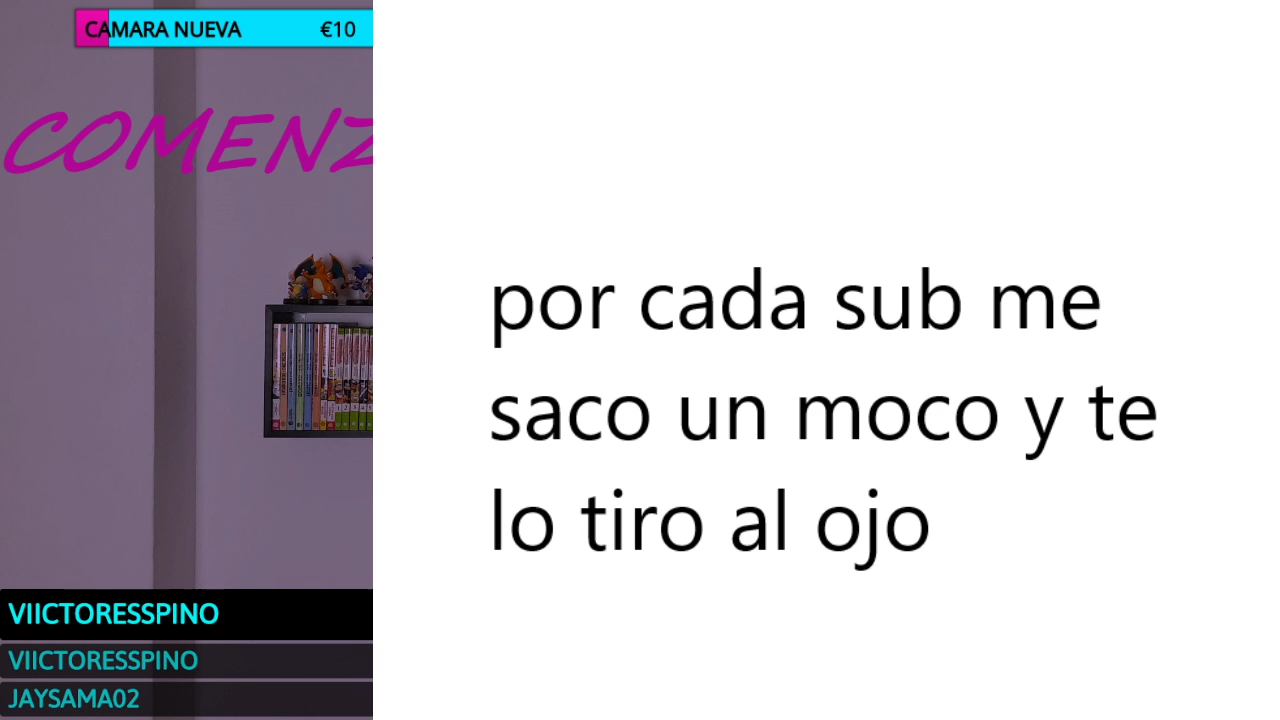 CAMARA NUEVA €10
COMENZ
por cada sub me
saco un moco y te
lo tiro al ojo
VIICTORESSPINO
VIICTORESSPINO
JAYSAMA02